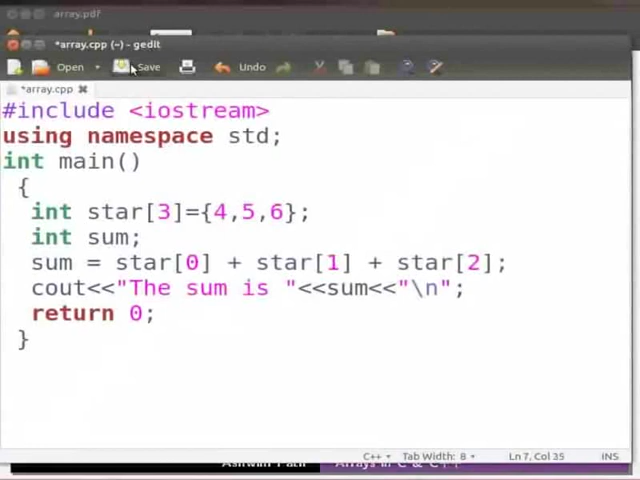 array.pdf
*array.cpp (~) - gedit
Open Save Undo
*array.cpp
#include <iostream>
using namespace std;
int main()
{
int star[3]={4,5,6};
int sum;
sum = star[0] + star[1] + star[2];
cout<<"The sum is "<<sum<<"\n";
return 0;
}
C++ Tab Width: 8 Ln 7, Col 35 INS
Arrays in C & C++